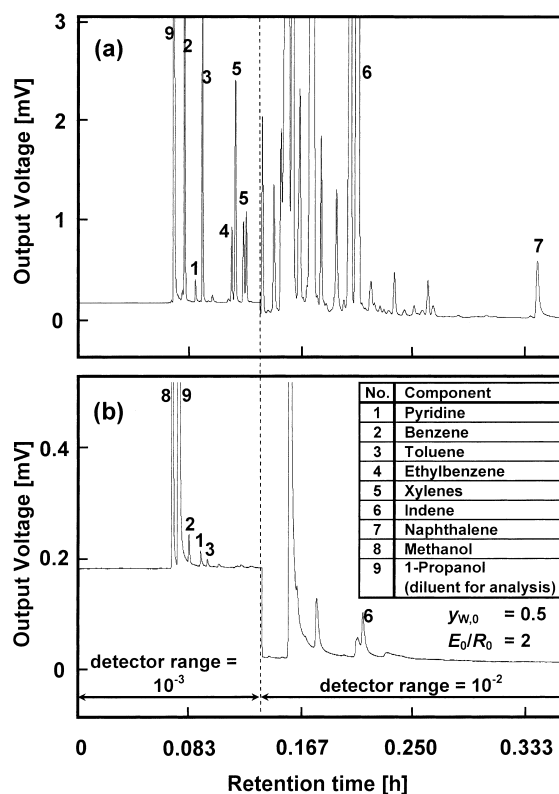 3
(a)
9
2
3
5
6
5
4
1
7
2
1
0
Output Voltage [mV]
(b)
8 9
2
1
3
6
0.4
0.2
0
Output Voltage [mV]
No. Component
1 Pyridine
2 Benzene
3 Toluene
4 Ethylbenzene
5 Xylenes
6 Indene
7 Naphthalene
8 Methanol
9 1-Propanol
(diluent for analysis)
yW,0 = 0.5
E0/R0 = 2
detector range =
10-3
detector range = 10-2
0 0.083 0.167 0.250 0.333
Retention time [h]